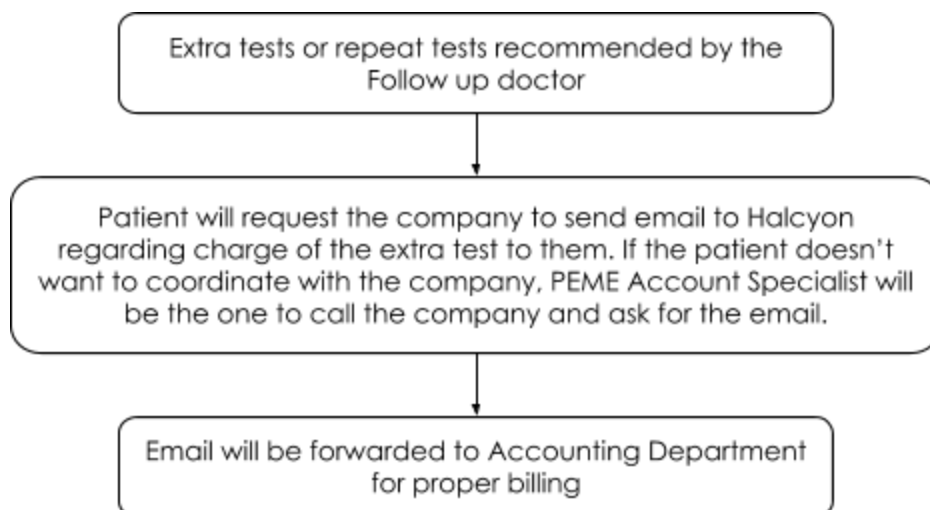 Extra tests or repeat tests recommended by the
Follow up doctor
Patient will request the company to send email to Halcyon
regarding charge of the extra test to them. If the patient doesn't
want to coordinate with the company, PEME Account Specialist will
be the one to call the company and ask for the email.
Email will be forwarded to Accounting Department
for proper billing